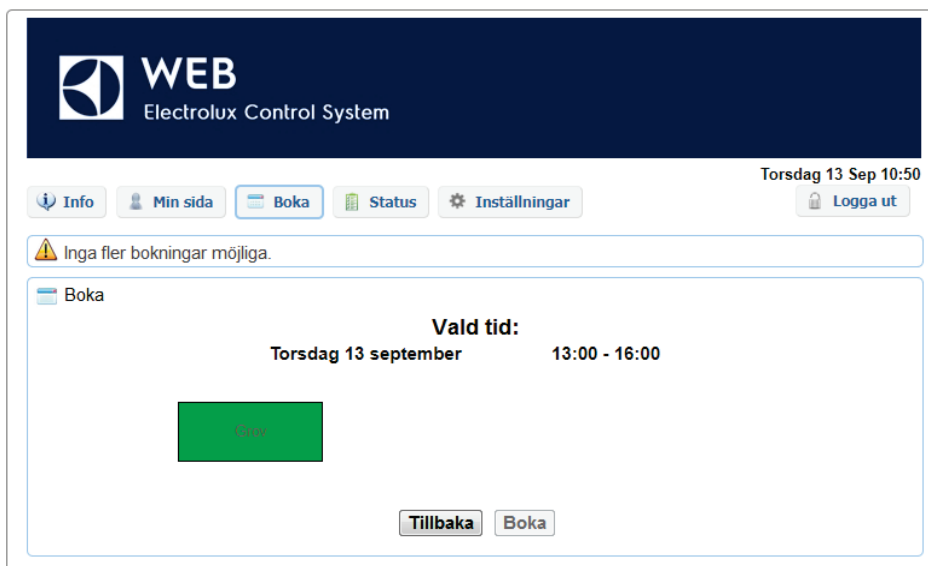 WEB
Electrolux Control System
Torsdag 13 Sep 10:50
Info Min sida Boka Status Inställningar Logga ut
Inga fler bokningar möjliga.
Boka
Vald tid:
Torsdag 13 september 13:00 - 16:00
Grov
Tillbaka Boka